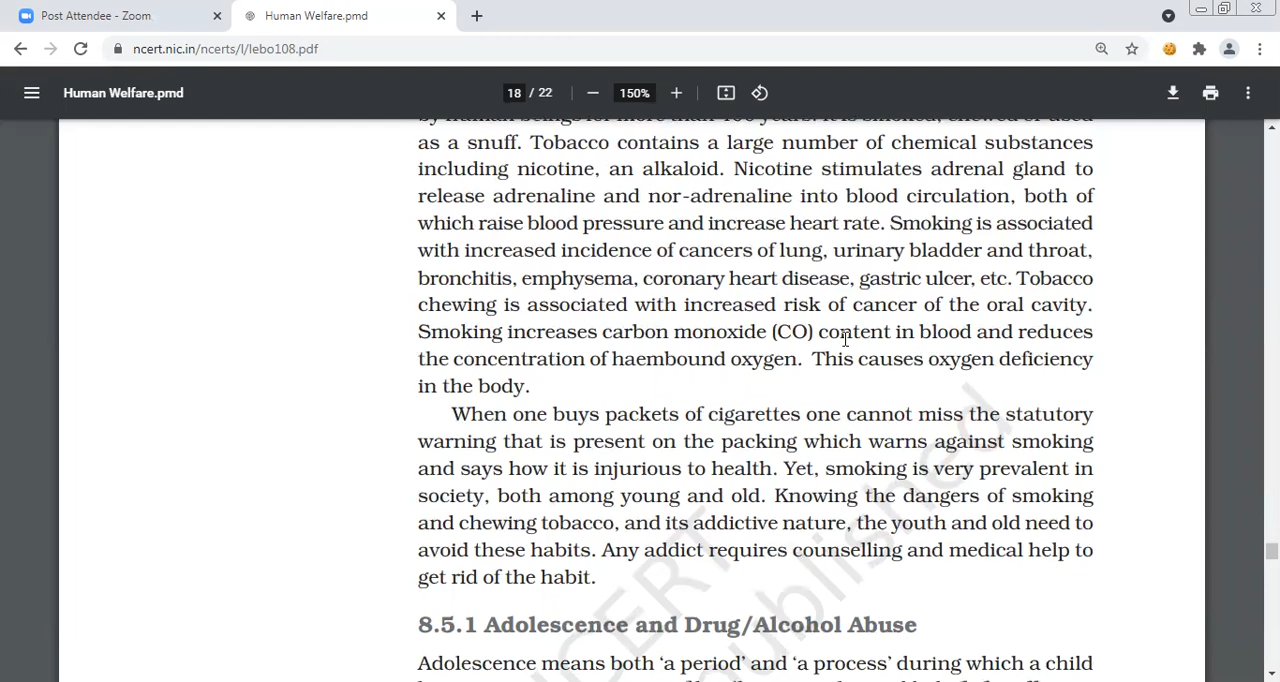 Post Attendee - Zoom
Human Welfare.pmd
ncert.nic.in/ncerts/l/lebo108.pdf
Human Welfare.pmd
18 / 22
150%
as a snuff. Tobacco contains a large number of chemical substances
including nicotine, an alkaloid. Nicotine stimulates adrenal gland to
release adrenaline and nor-adrenaline into blood circulation, both of
which raise blood pressure and increase heart rate. Smoking is associated
with increased incidence of cancers of lung, urinary bladder and throat,
bronchitis, emphysema, coronary heart disease, gastric ulcer, etc. Tobacco
chewing is associated with increased risk of cancer of the oral cavity.
Smoking increases carbon monoxide (CO) content in blood and reduces
the concentration of haembound oxygen. This causes oxygen deficiency
in the body.
When one buys packets of cigarettes one cannot miss the statutory
warning that is present on the packing which warns against smoking
and says how it is injurious to health. Yet, smoking is very prevalent in
society, both among young and old. Knowing the dangers of smoking
and chewing tobacco, and its addictive nature, the youth and old need to
avoid these habits. Any addict requires counselling and medical help to
get rid of the habit.
8.5.1 Adolescence and Drug/Alcohol Abuse
Adolescence means both ‘a period’ and ‘a process’ during which a child